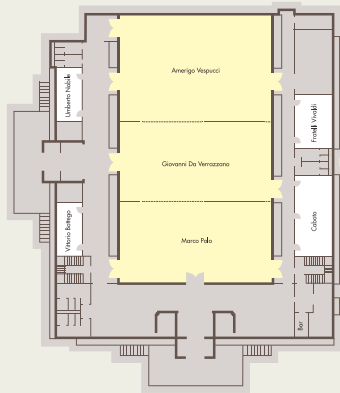 Amerigo Vespucci
Umberto Nobile
Fratelli Vivaldi
Giovanni Da Verrazzano
Vittorio Bottego
Caboto
Marco Polo
Bar